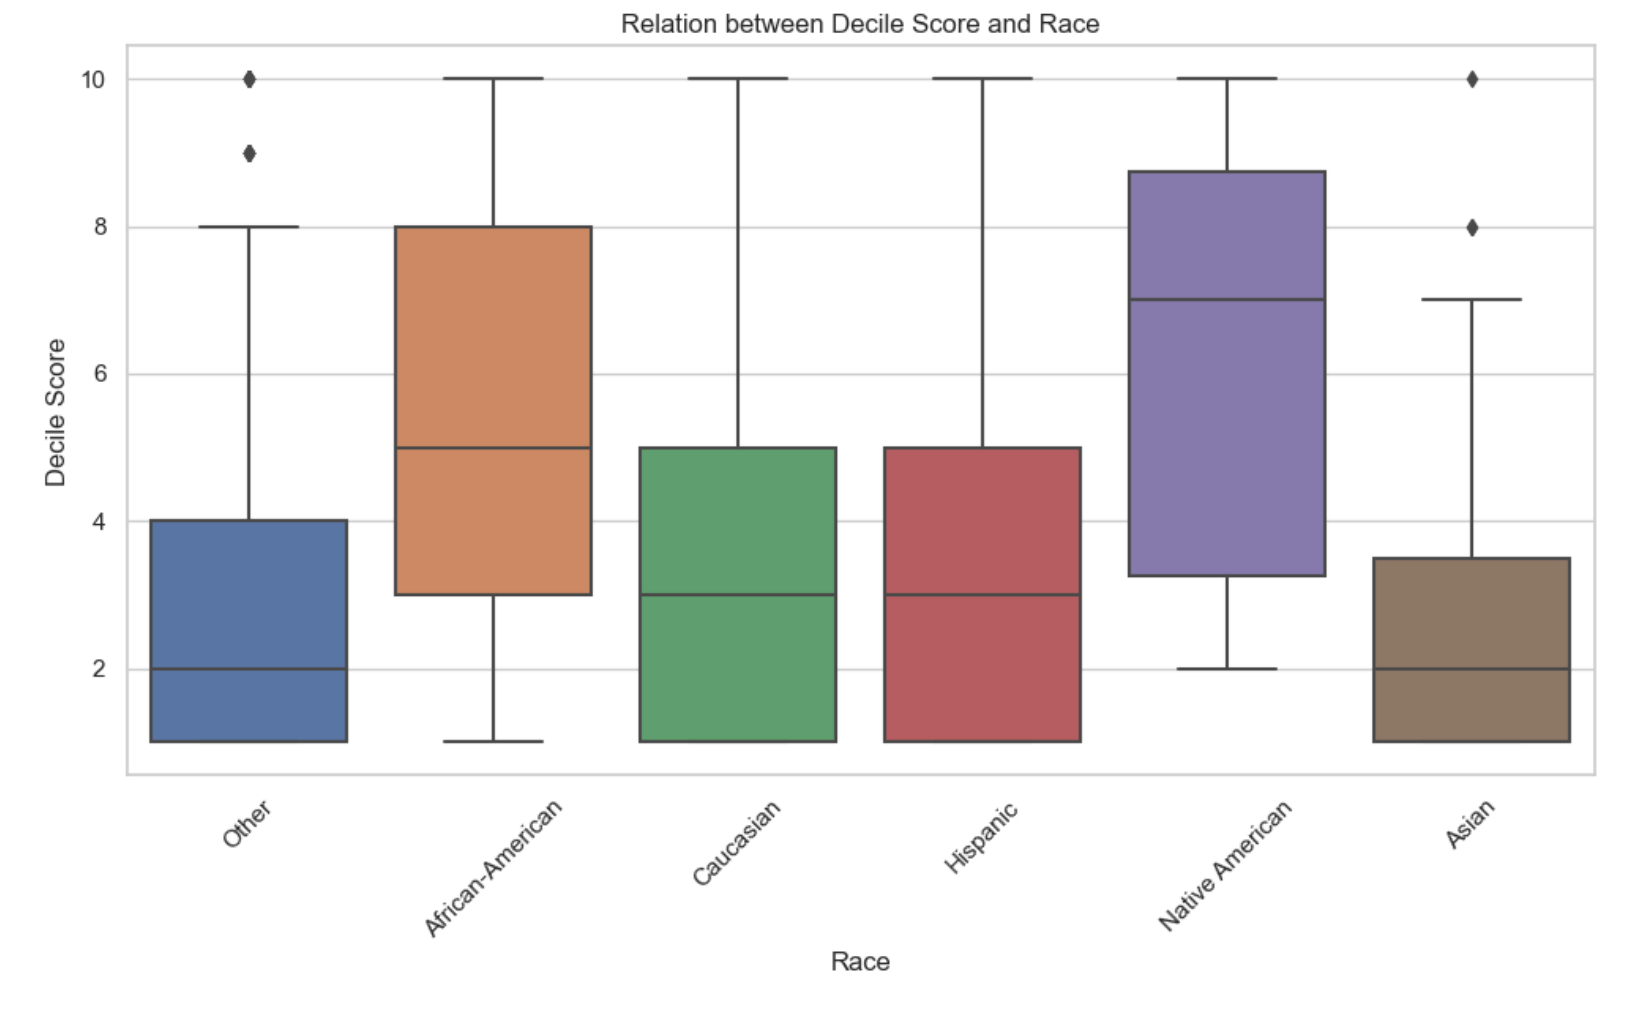 Relation between Decile Score and Race
10
8
6
4
2
Decile Score
Other
African-American
Caucasian
Hispanic
Native American
Asian
Race